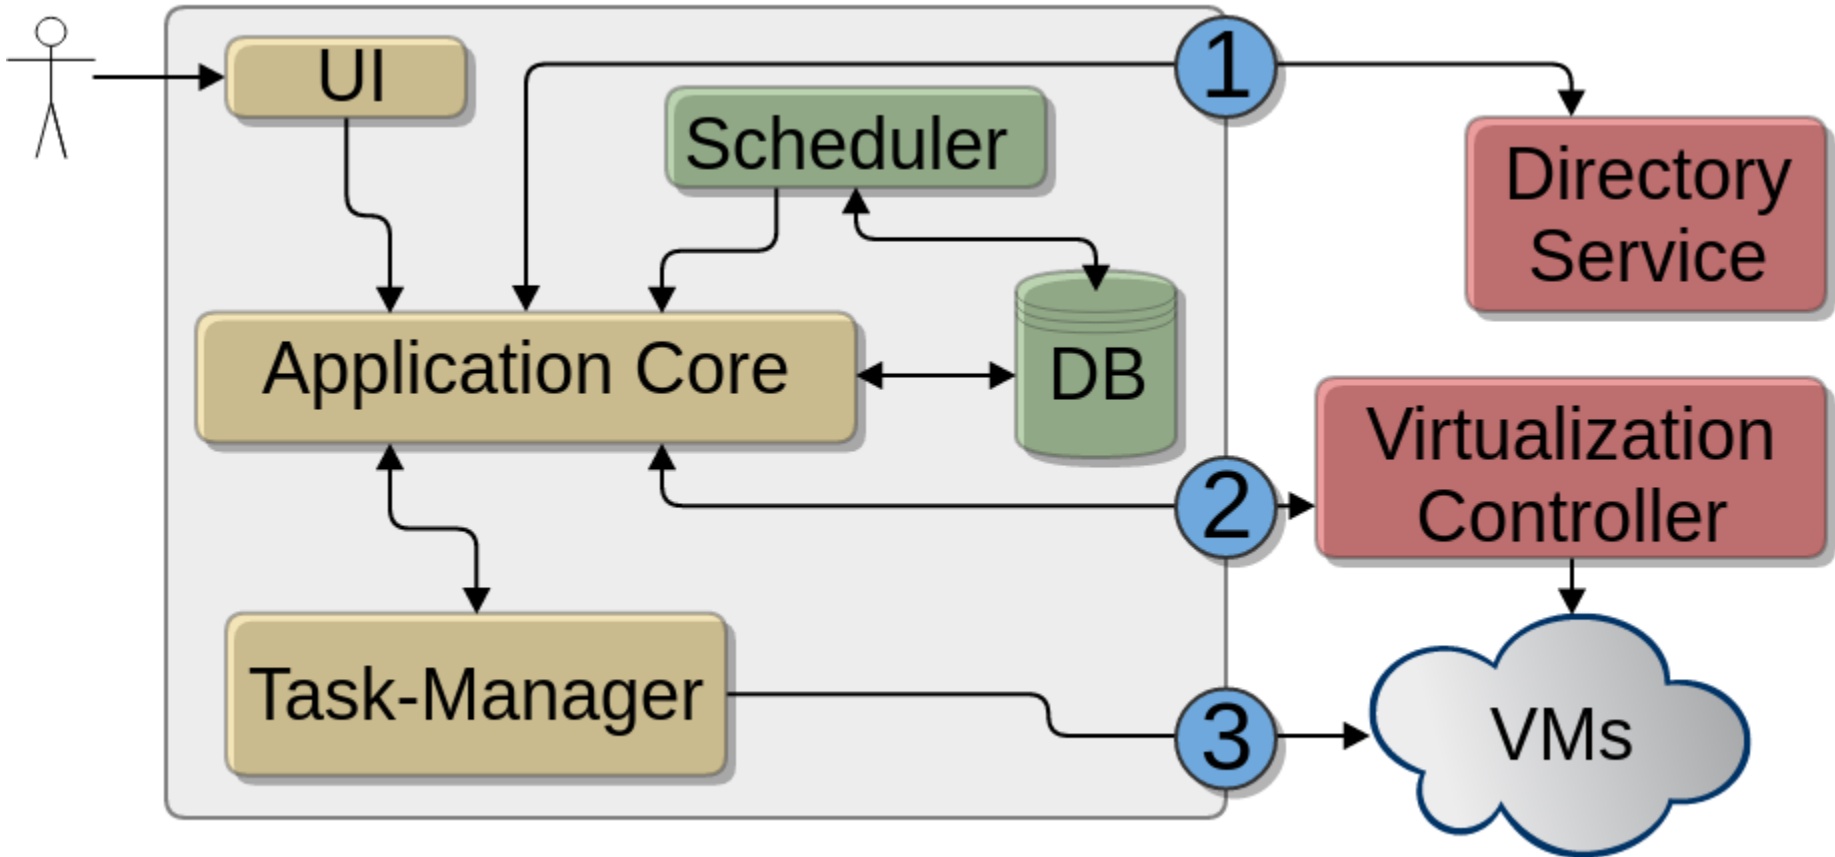 UI
1
Scheduler
Directory
Service
Application Core
DB
Virtualization
Controller
2
Task-Manager
3
VMs